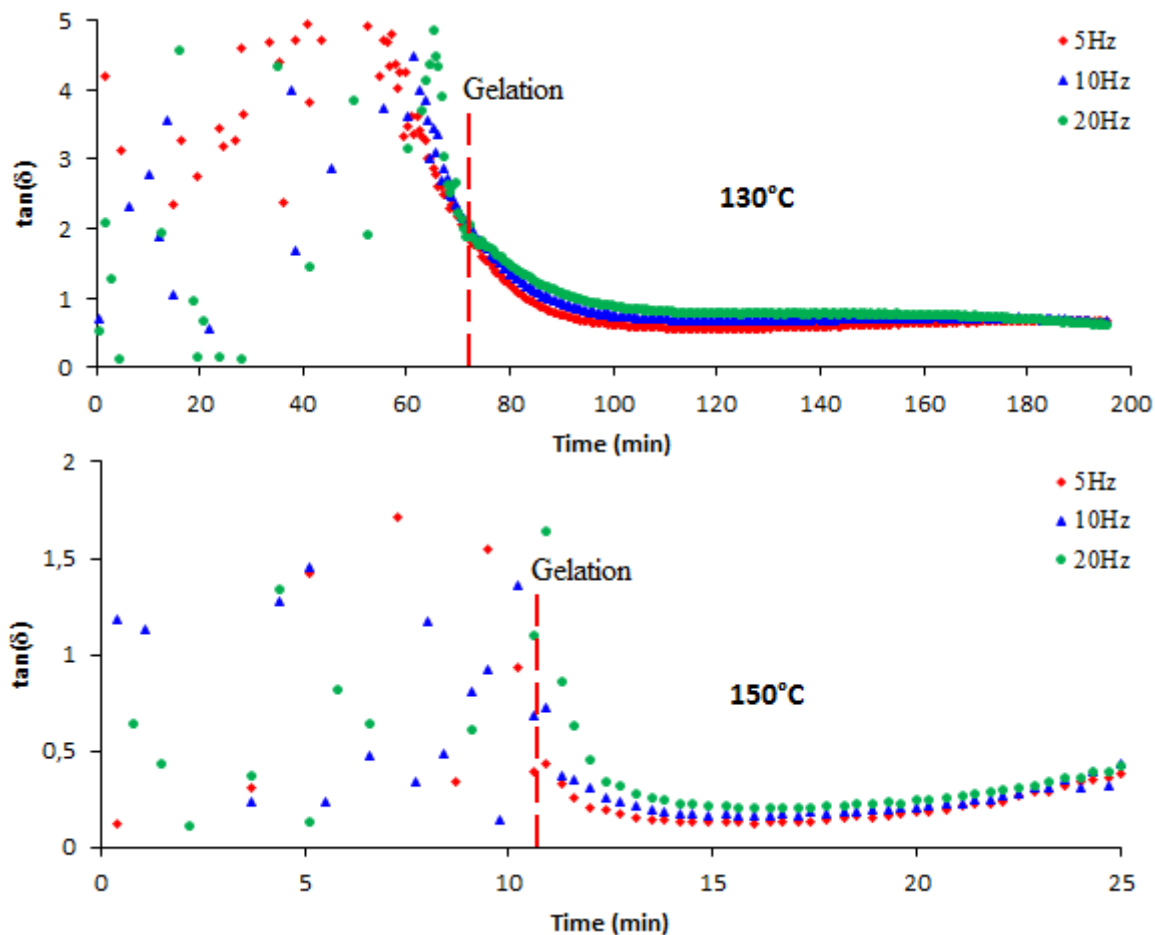 tan(δ)
5
4
3
2
1
0
5Hz
10Hz
20Hz
Gelation
130°C
0 20 40 60 80 100 120 140 160 180 200
Time (min)
tan(δ)
2
1,5
1
0,5
0
5Hz
10Hz
20Hz
Gelation
150°C
0 5 10 15 20 25
Time (min)